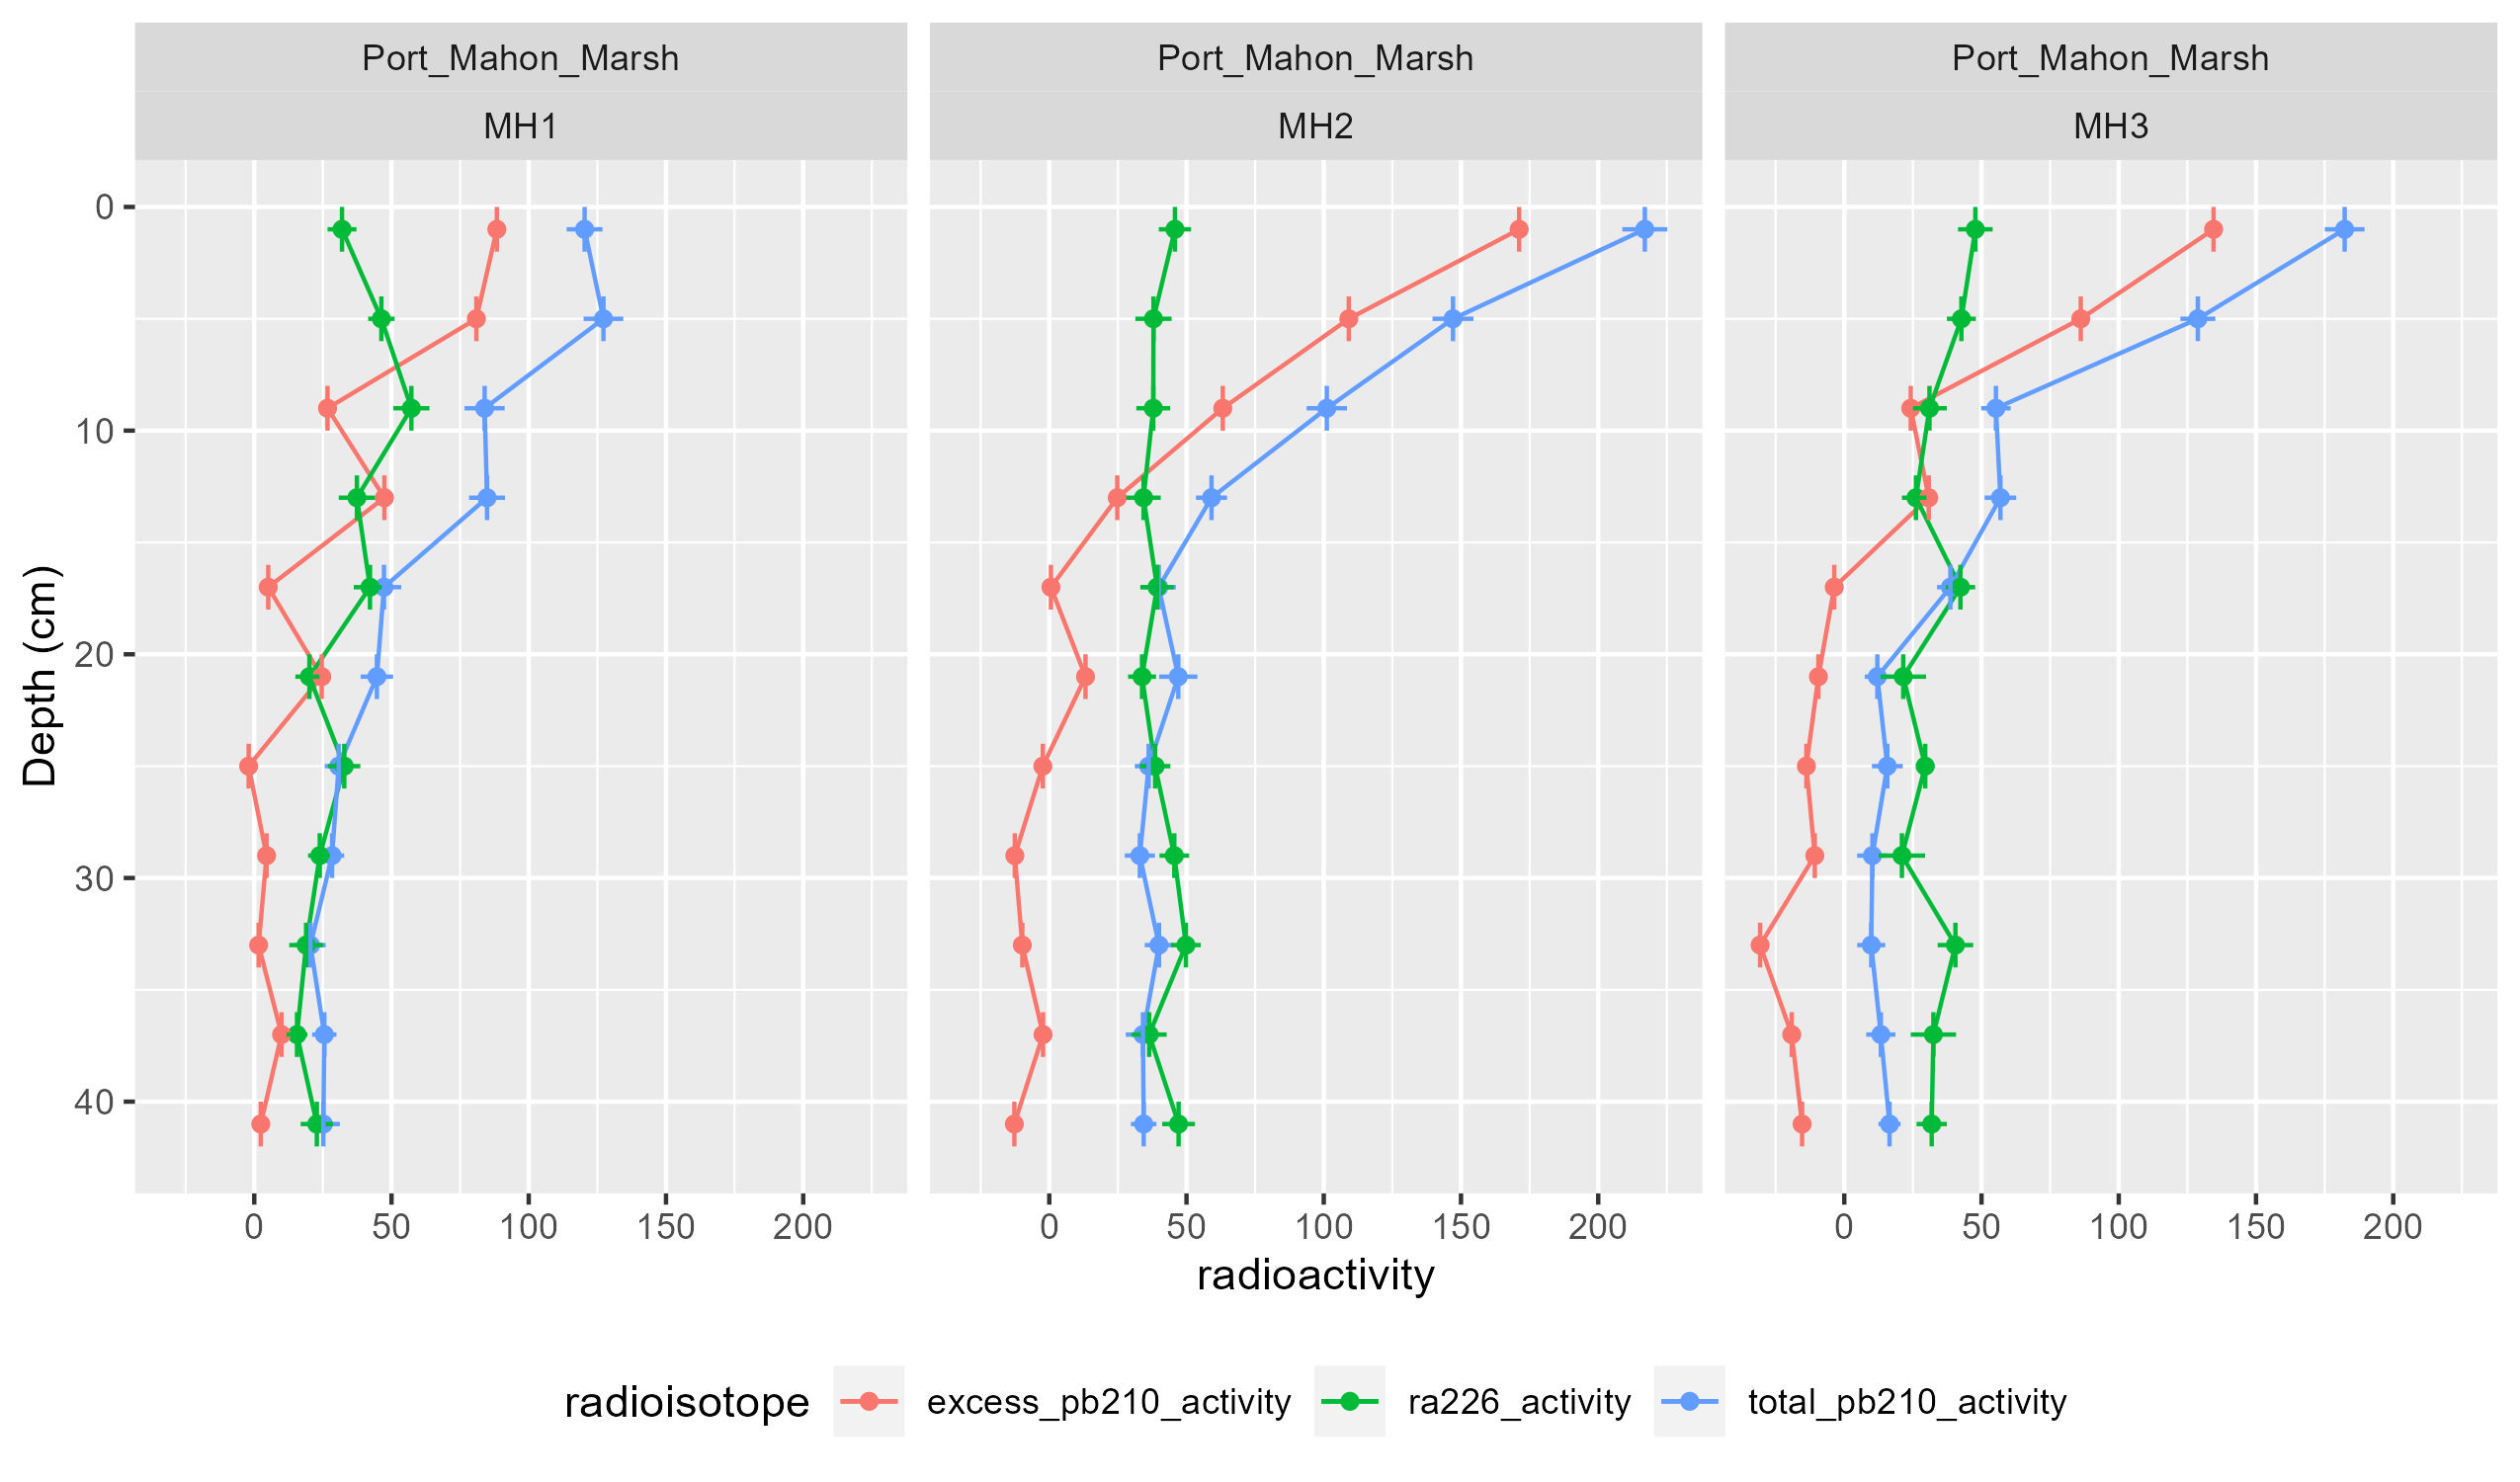 Port_Mahon_Marsh Port_Mahon_Marsh Port_Mahon_Marsh
MH1 MH2 MH3
0
10
20
30
40
Depth (cm)
0 50 100 150 200 0 50 100 150 200 0 50 100 150 200
radioactivity
radioisotope excess_pb210_activity ra226_activity total_pb210_activity